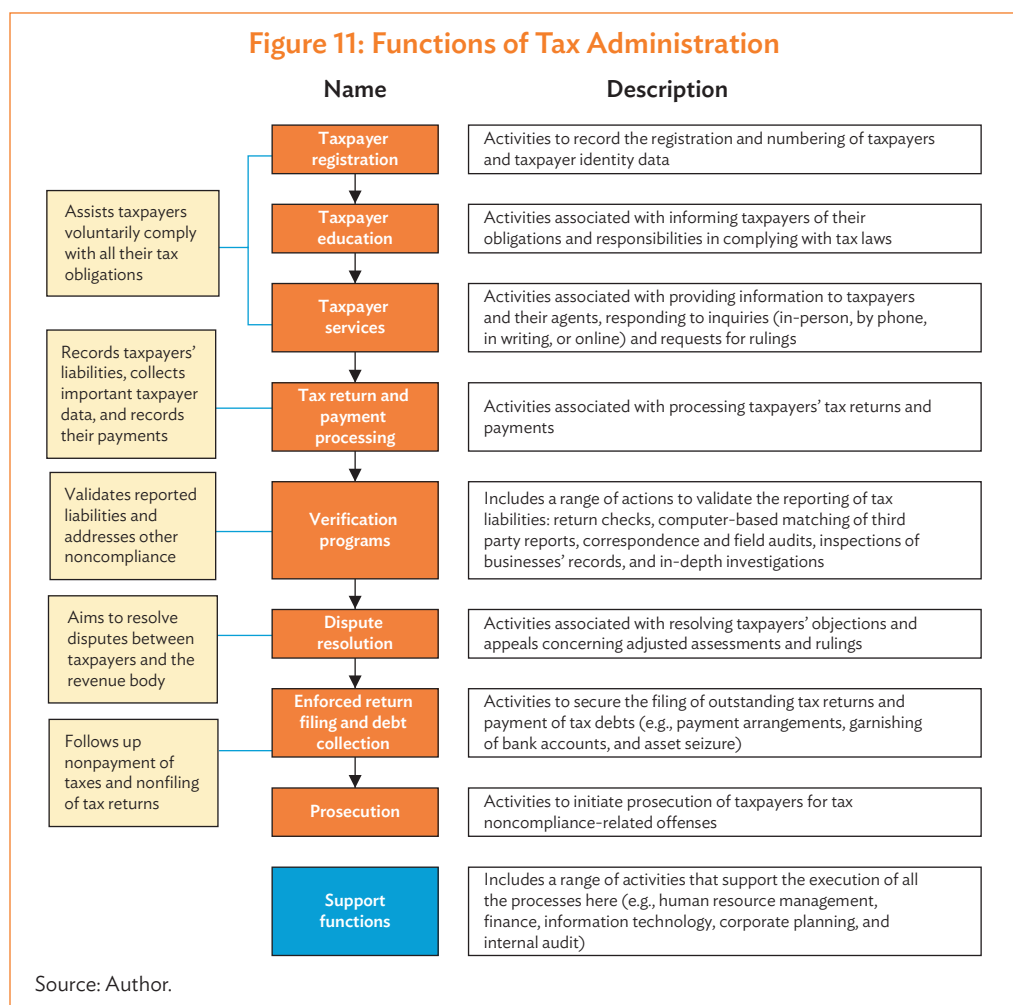 Figure 11: Functions of Tax Administration
Name
Description
Taxpayer
registration
Activities to record the registration and numbering of taxpayers
and taxpayer identity data
Assists taxpayers
voluntarily comply
with all their tax
obligations
Taxpayer
education
Activities associated with informing taxpayers of their
obligations and responsibilities in complying with tax laws
Taxpayer
services
Activities associated with providing information to taxpayers
and their agents, responding to inquiries (in-person, by phone,
in writing, or online) and requests for rulings
Records taxpayers'
liabilities, collects
important taxpayer
data, and records
their payments
Tax return and
payment
processing
Activities associated with processing taxpayers' tax returns and
payments
Validates reported
liabilities and
addresses other
noncompliance
Verification
programs
Includes a range of actions to validate the reporting of tax
liabilities: return checks, computer-based matching of third
party reports, correspondence and field audits, inspections of
businesses' records, and in-depth investigations
Aims to resolve
disputes between
taxpayers and the
revenue body
Dispute
resolution
Activities associated with resolving taxpayers' objections and
appeals concerning adjusted assessments and rulings
Enforced return
filing and debt
collection
Activities to secure the filing of outstanding tax returns and
payment of tax debts (e.g., payment arrangements, garnishing
of bank accounts, and asset seizure)
Follows up
nonpayment of
taxes and nonfiling
of tax returns
Prosecution
Activities to initiate prosecution of taxpayers for tax
noncompliance-related offenses
Support
functions
Includes a range of activities that support the execution of all
the processes here (e.g., human resource management,
finance, information technology, corporate planning, and
internal audit)
Source: Author.